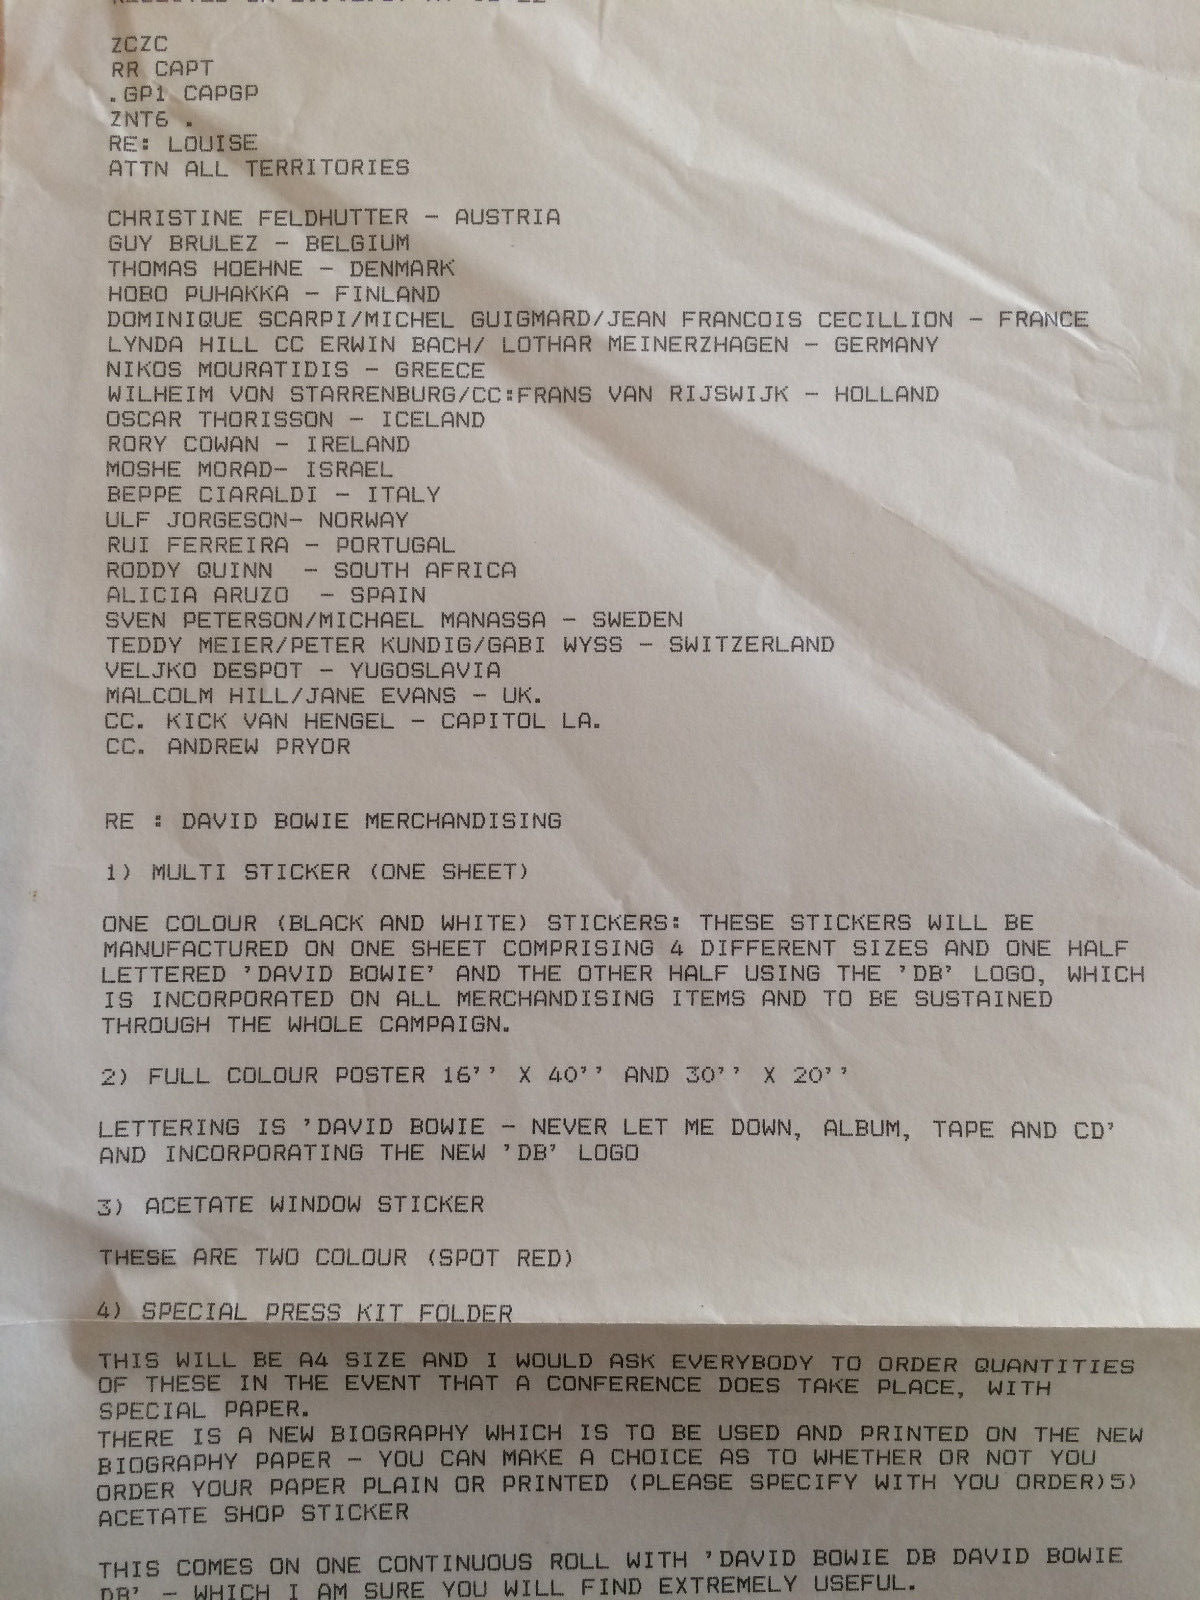 ZCZC
RR CAPT
.GP1 CAPGP
ZNT6 .
RE: LOUISE
ATTN ALL TERRITORIES
CHRISTINE FELDHUTTER - AUSTRIA
GUY BRULEZ - BELGIUM
THOMAS HOEHNE - DENMARK
HOBO PUHAKKA - FINLAND
DOMINIQUE SCARPI/MICHEL GUIGMARD/JEAN FRANCOIS CECILLION - FRANCE
LYNDA HILL CC ERWIN BACH/ LOTHAR MEINERZHAGEN - GERMANY
NIKOS MOURATIDIS - GREECE
WILHEIM VON STARRENBURG/CC:FRANS VAN RIJSWIJK - HOLLAND
OSCAR THORISSON - ICELAND
RORY COWAN - IRELAND
MOSHE MORAD- ISRAEL
BEPPE CIARALDI - ITALY
ULF JORGESON- NORWAY
RUI FERREIRA - PORTUGAL
RODDY QUINN  - SOUTH AFRICA
ALICIA ARUZO  - SPAIN
SVEN PETERSON/MICHAEL MANASSA - SWEDEN
TEDDY MEIER/PETER KUNDIG/GABI WYSS - SWITZERLAND
VELJKO DESPOT - YUGOSLAVIA
MALCOLM HILL/JANE EVANS - UK.
CC. KICK VAN HENGEL - CAPITOL LA.
CC. ANDREW PRYOR
RE : DAVID BOWIE MERCHANDISING
1) MULTI STICKER (ONE SHEET)
ONE COLOUR (BLACK AND WHITE) STICKERS: THESE STICKERS WILL BE
MANUFACTURED ON ONE SHEET COMPRISING 4 DIFFERENT SIZES AND ONE HALF
LETTERED 'DAVID BOWIE' AND THE OTHER HALF USING THE 'DB' LOGO, WHICH
IS INCORPORATED ON ALL MERCHANDISING ITEMS AND TO BE SUSTAINED
THROUGH THE WHOLE CAMPAIGN.
2) FULL COLOUR POSTER 16'' X 40'' AND 30'' X 20''
LETTERING IS 'DAVID BOWIE - NEVER LET ME DOWN, ALBUM, TAPE AND CD'
AND INCORPORATING THE NEW 'DB' LOGO
3) ACETATE WINDOW STICKER
THESE ARE TWO COLOUR (SPOT RED)
4) SPECIAL PRESS KIT FOLDER
THIS WILL BE A4 SIZE AND I WOULD ASK EVERYBODY TO ORDER QUANTITIES
OF THESE IN THE EVENT THAT A CONFERENCE DOES TAKE PLACE, WITH
SPECIAL PAPER.
THERE IS A NEW BIOGRAPHY WHICH IS TO BE USED AND PRINTED ON THE NEW
BIOGRAPHY PAPER - YOU CAN MAKE A CHOICE AS TO WHETHER OR NOT YOU
ORDER YOUR PAPER PLAIN OR PRINTED (PLEASE SPECIFY WITH YOU ORDER)5)
ACETATE SHOP STICKER
THIS COMES ON ONE CONTINUOUS ROLL WITH 'DAVID BOWIE DB DAVID BOWIE
DB' - WHICH I AM SURE YOU WILL FIND EXTREMELY USEFUL.